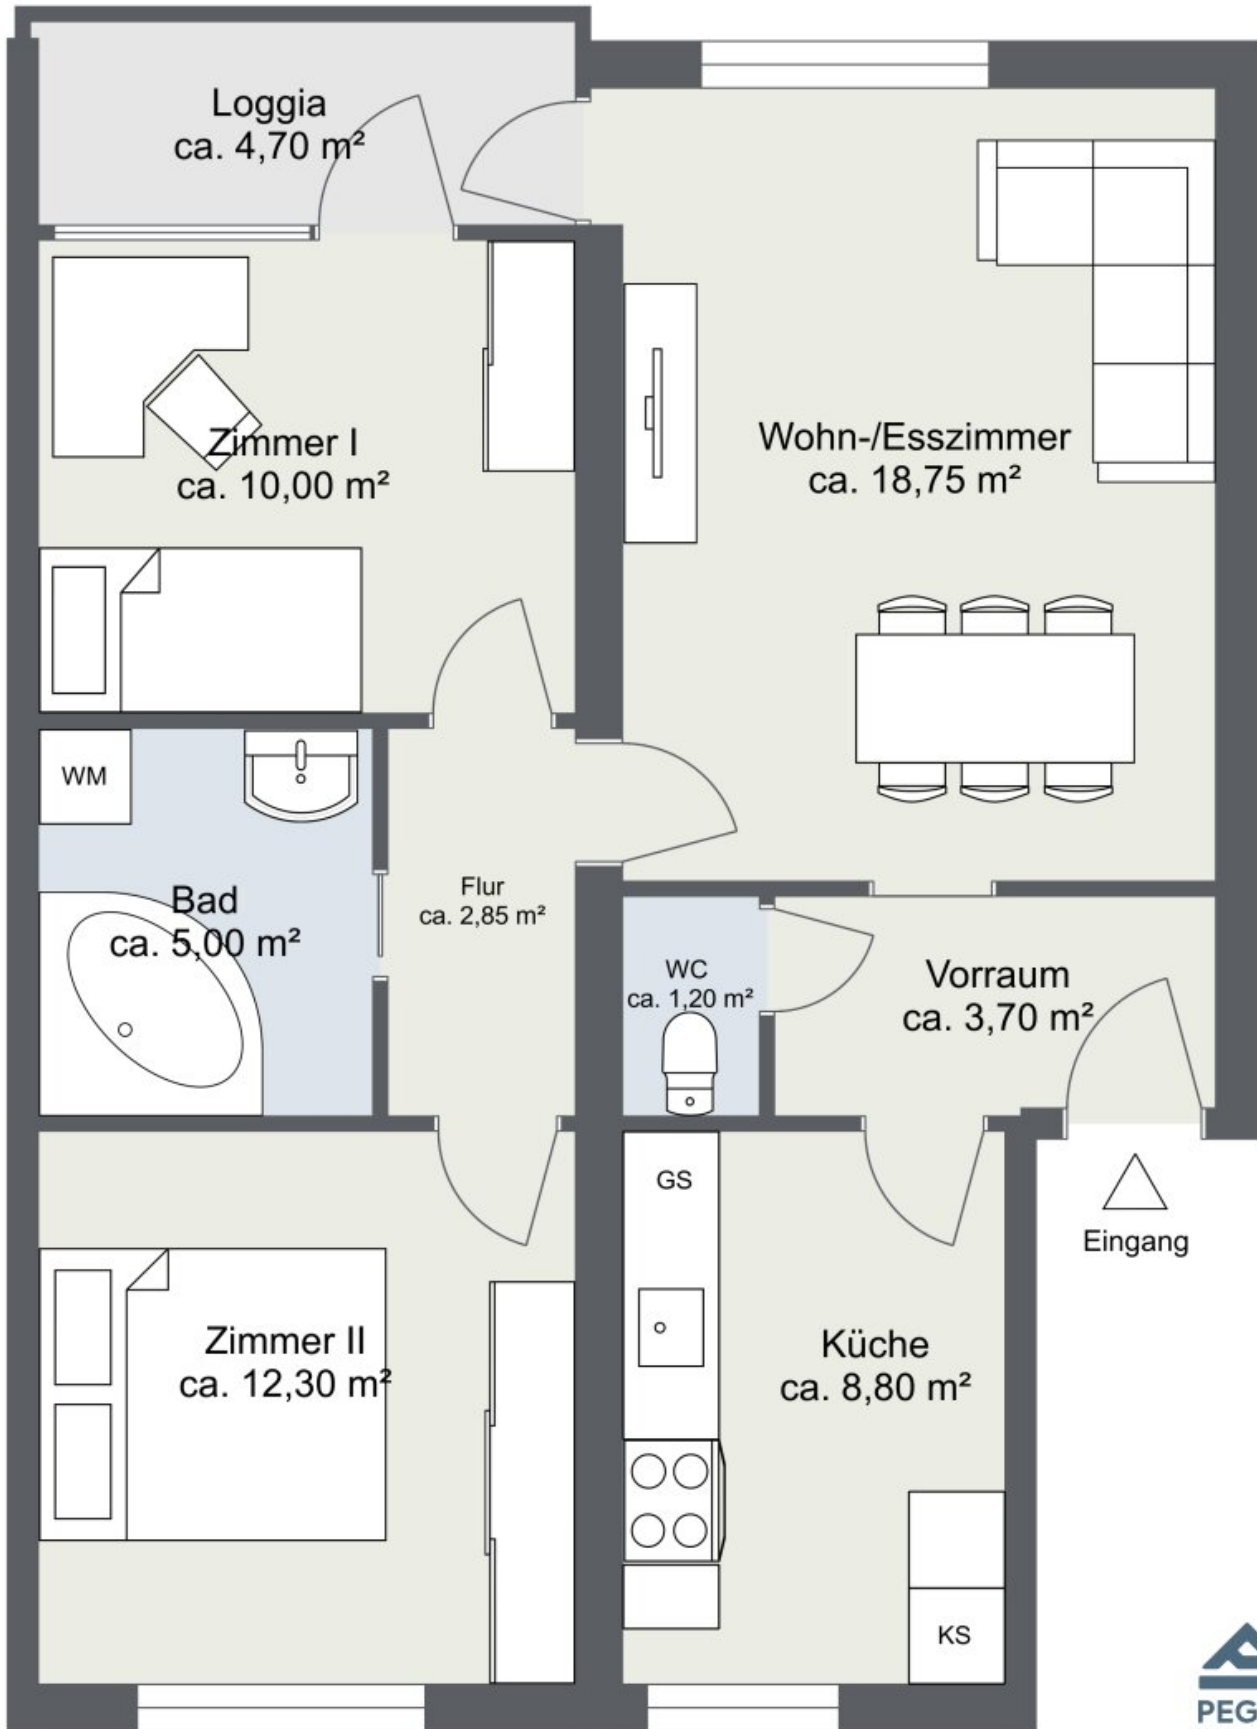 Loggia
ca. 4,70 m²
Zimmer I
ca. 10,00 m²
Wohn-/Esszimmer
ca. 18,75 m²
WM
Bad
ca. 5,00 m²
Flur
ca. 2,85 m²
WC
ca. 1,20 m²
Vorraum
ca. 3,70 m²
GS
Eingang
Zimmer II
ca. 12,30 m²
Küche
ca. 8,80 m²
KS
PEG